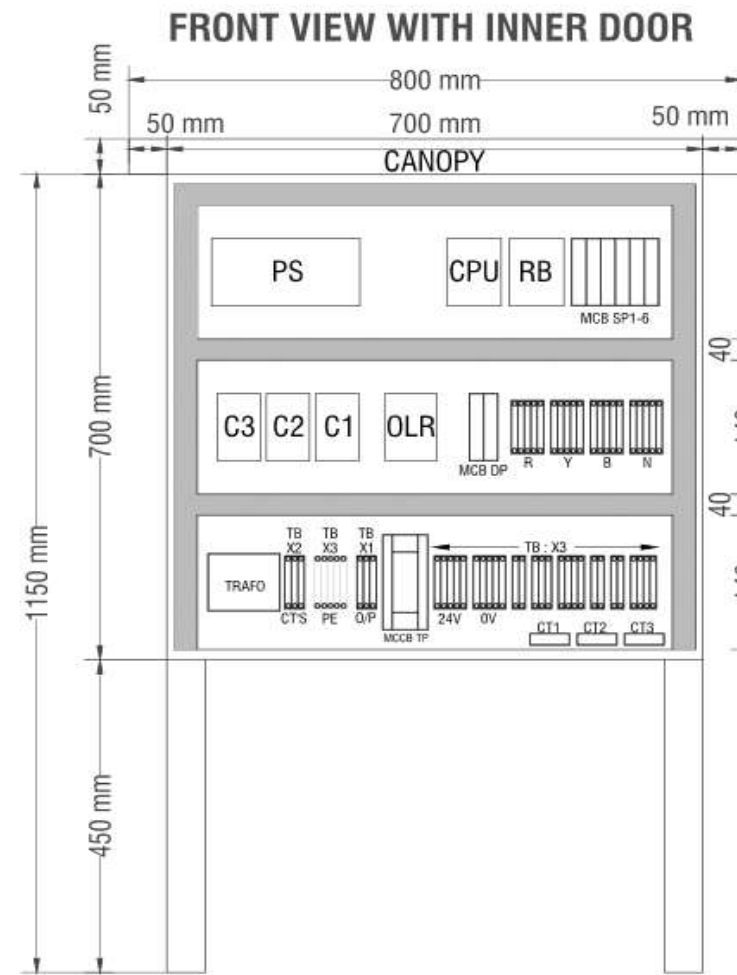 FRONT VIEW WITH INNER DOOR
800 mm
50 mm
50 mm
700 mm
50 mm
CANOPY
PS
CPU
RB
MCB SP1-6
40
700 mm
C3
C2
C1
OLR
MCB DP
R
Y
B
N
40
1150 mm
TB
X2
TB
X3
TB
X1
TB : X3
TRAFO
CT'S
PE
O/P
MCCB TP
24V
0V
CT1
CT2
CT3
450 mm